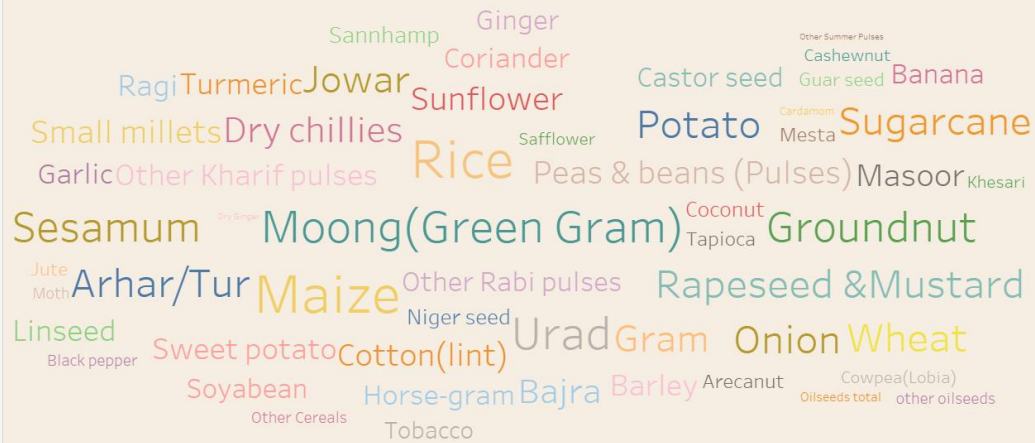 Ginger
Sannhamp
Other Summer Pulses
Coriander
Cashewnut
Ragi Turmeric Jowar
Castor seed
Guar seed
Banana
Sunflower
Small millets
Dry chillies
Safflower
Potato
Cardamom
Mesta
Sugarcane
Rice
Garlic
Other Kharif pulses
Peas & beans (Pulses)
Masoor
Khesari
Sesamum
Dry Ginger
Moong(Green Gram)
Coconut
Tapioca
Groundnut
Jute
Moth
Arhar/Tur
Maize
Other Rabi pulses
Rapeseed &Mustard
Niger seed
Linseed
Urad
Gram
Onion
Wheat
Black pepper
Sweet potato
Cotton(lint)
Soyabean
Horse-gram
Bajra
Barley
Arecanut
Cowpea(Lobia)
Oilseeds total
other oilseeds
Other Cereals
Tobacco